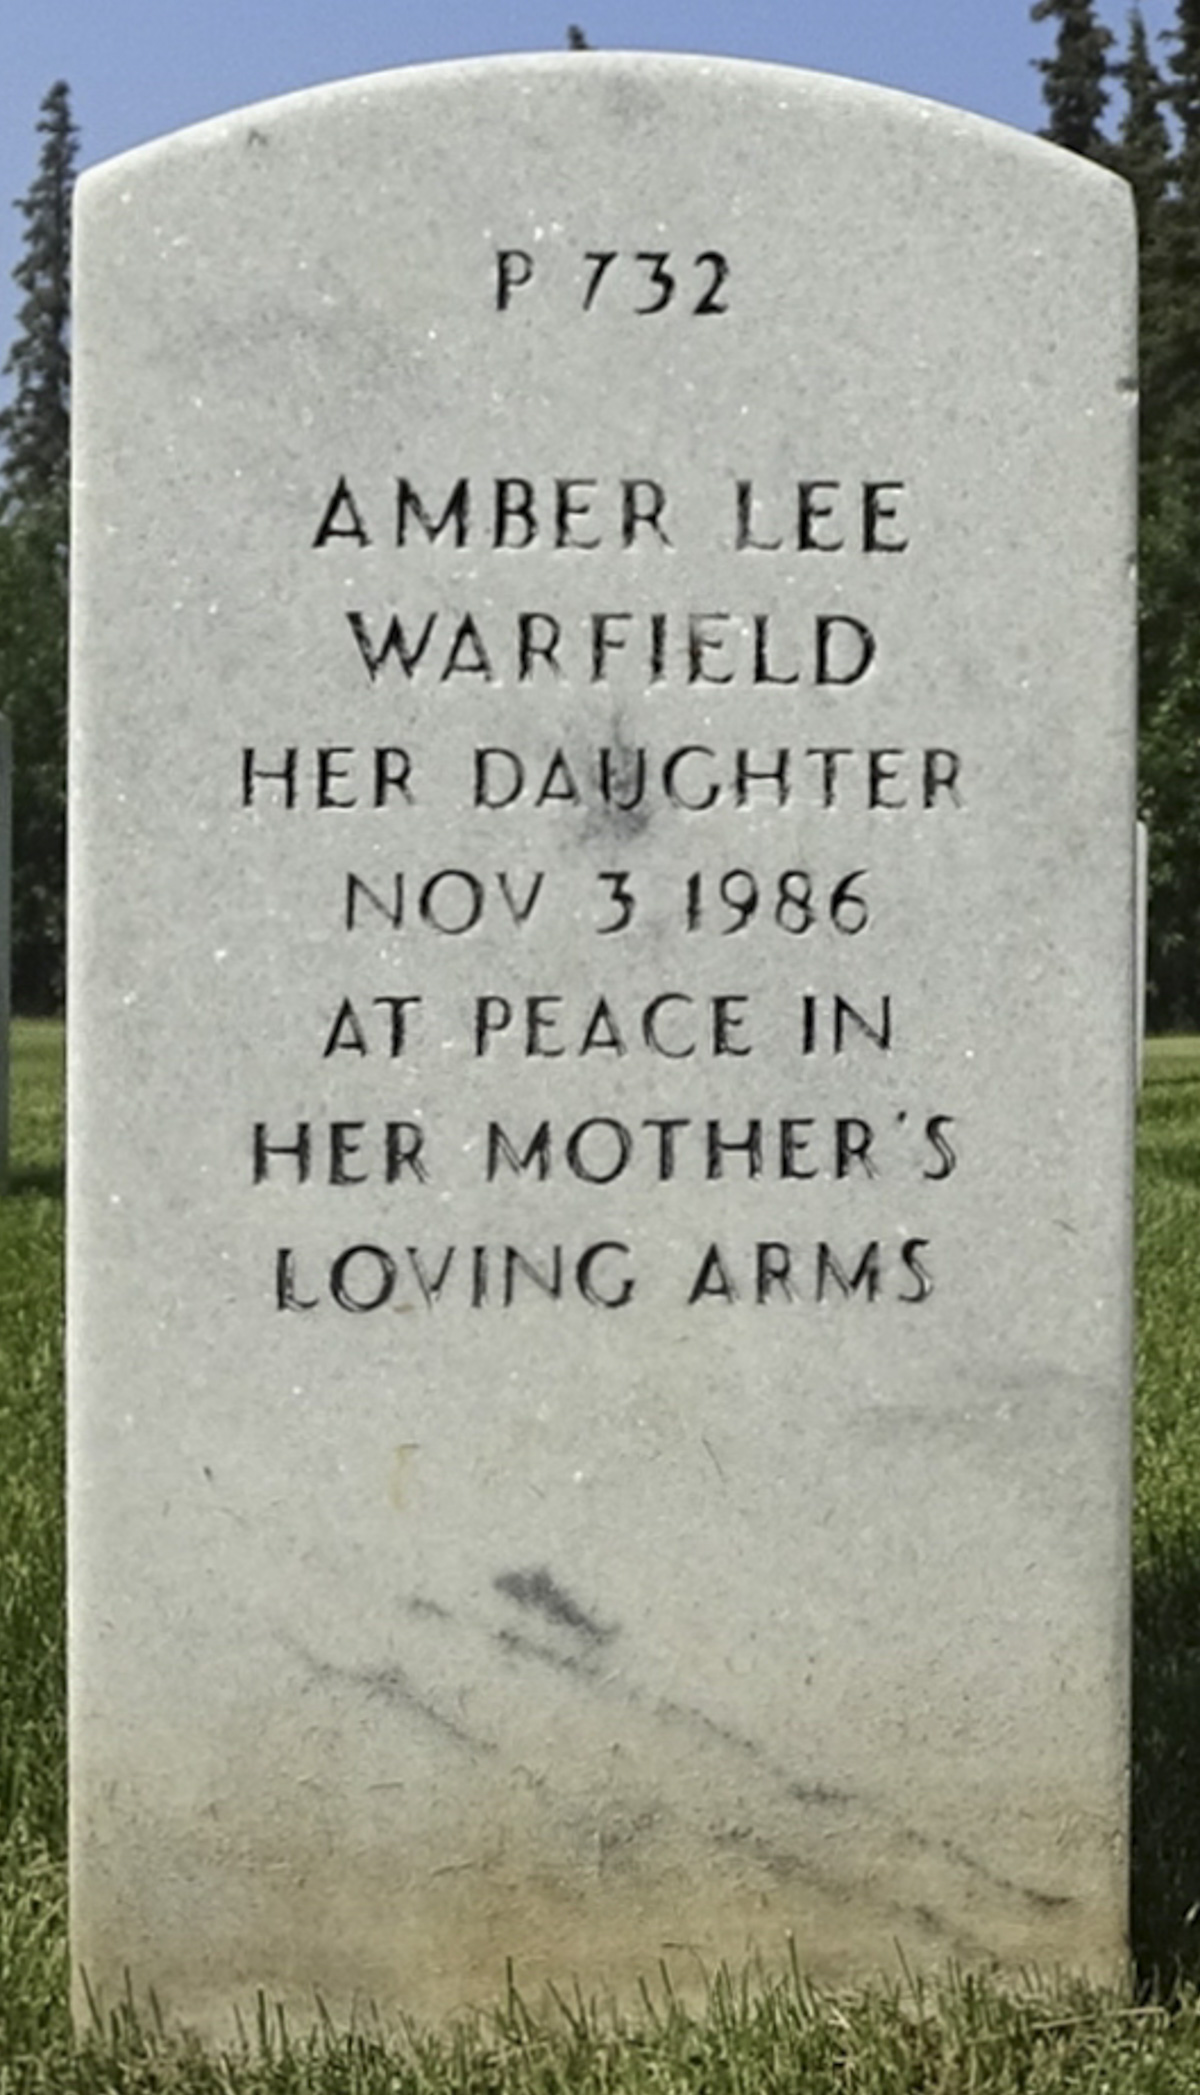 P 732
AMBER LEE
WARFIELD
HER DAUGHTER
NOV 3 1986
AT PEACE IN
HER MOTHER'S
LOVING ARMS